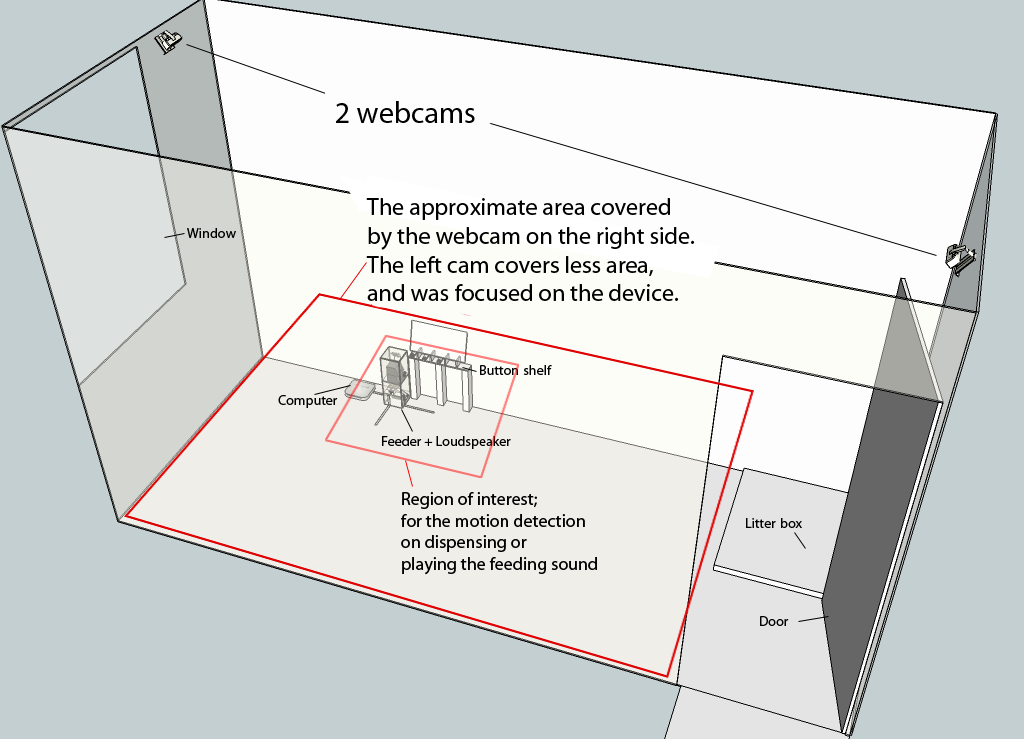 2 webcams
The approximate area covered
by the webcam on the right side.
The left cam covers less area,
and was focused on the device.
Window
Button shelf
Computer
Feeder + Loudspeaker
Region of interest;
for the motion detection
on dispensing or
playing the feeding sound
Litter box
Door